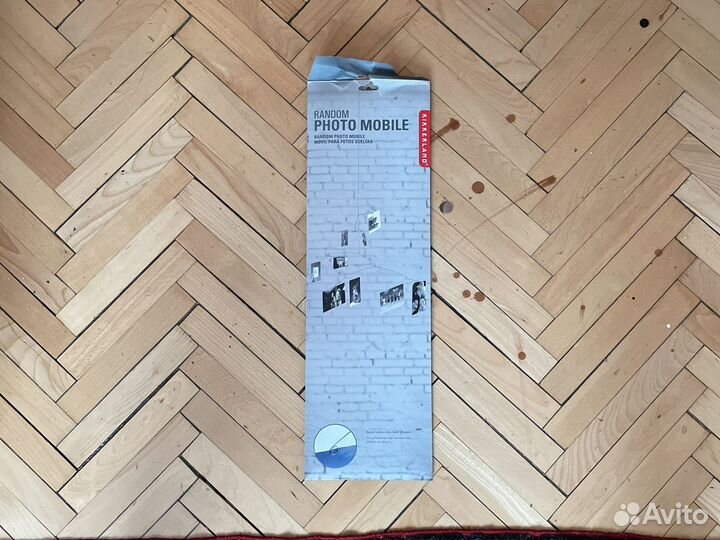 RANDOM
PHOTO MOBILE
RANDOM PHOTO MOBILE
MÓVIL PARA FOTOS SUELTAS
KIKKERLAND
Avito